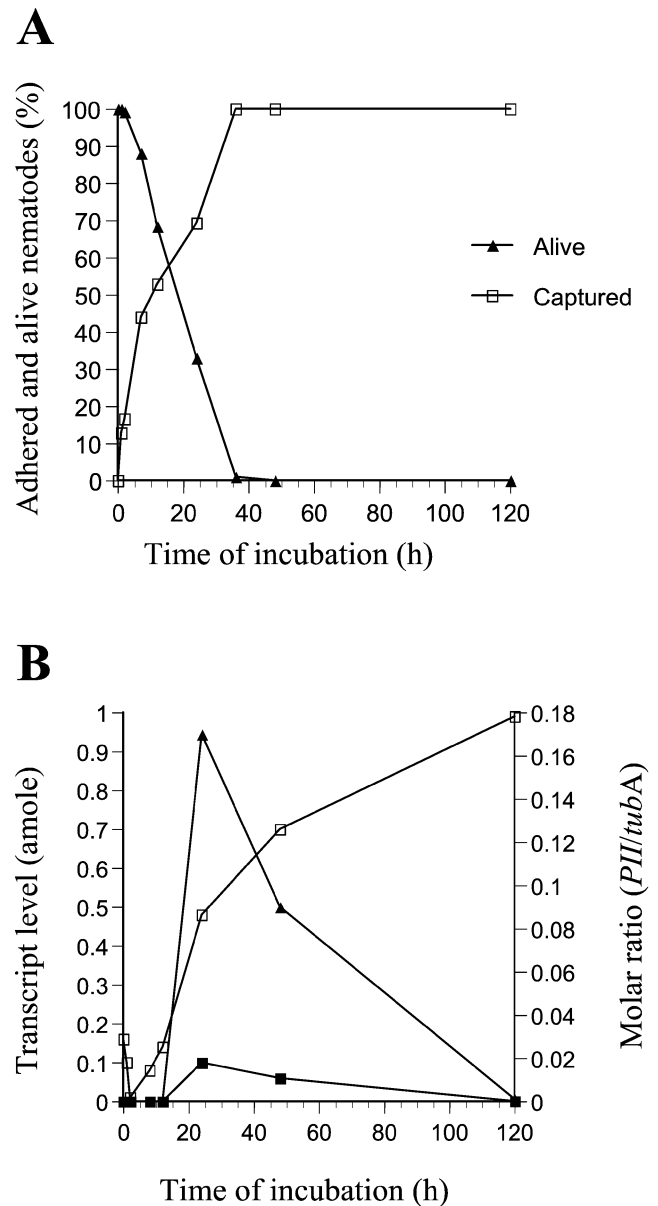 A
Adhered and alive nematodes (%)
100
90
80
70
60
50
40
30
20
10
0
0 20 40 60 80 100 120
Time of incubation (h)
Alive
Captured
B
Transcript level (amole)
1
0.9
0.8
0.7
0.6
0.5
0.4
0.3
0.2
0.1
0
0.18
0.16
0.14
0.12
0.1
0.08
0.06
0.04
0.02
0
Molar ratio (PII/tubA)
0 20 40 60 80 100 120
Time of incubation (h)